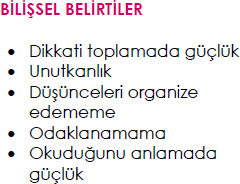 BİLİŞSEL BELİRTİLER
• Dikkati toplamada güçlük
• Unutkanlık
• Düşünceleri organize
edememe
• Odaklanamama
• Okuduğunu anlamada
güçlük